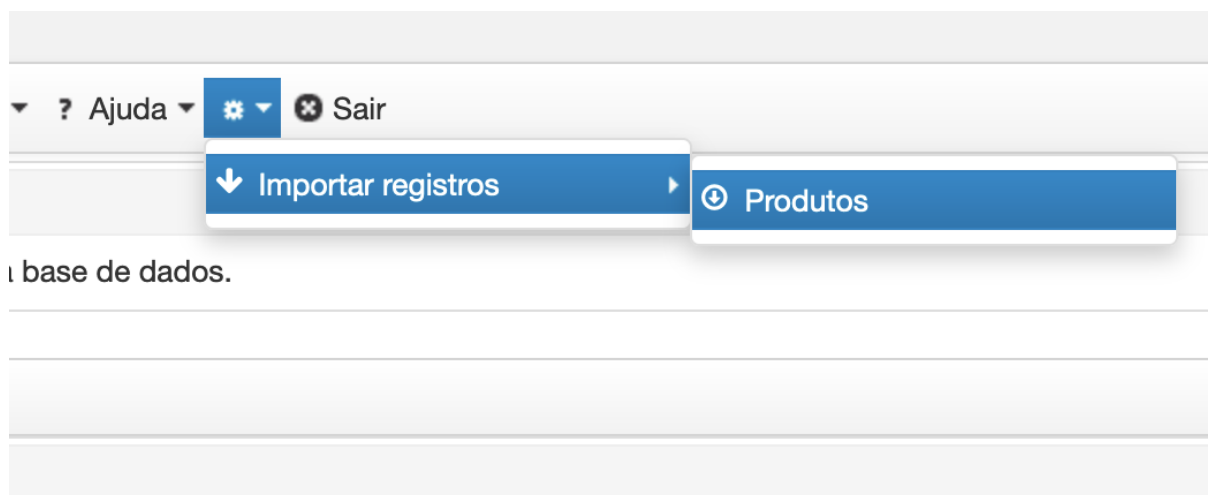 ? Ajuda
Sair
Importar registros
Produtos
base de dados.